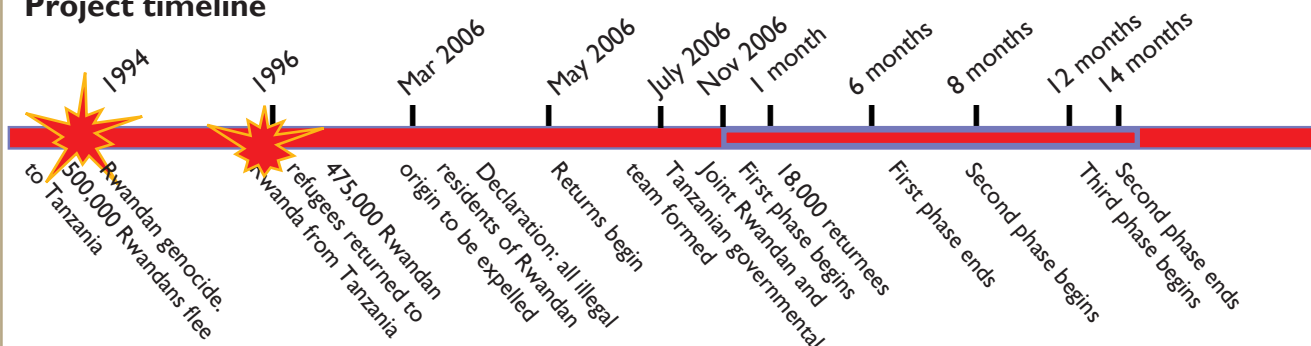 Project timeline
1994
1996
Mar 2006
May 2006
July 2006
Nov 2006
1 month
6 months
8 months
12 months
14 months
Rwandan genocide.
500,000 Rwandans flee
to Tanzania
475,000 Rwandan
refugees returned to
Rwanda from Tanzania
Declaration: all illegal
residents of Rwandan
origin to be expelled
Returns begin
Joint Rwandan and
Tanzanian governmental
team formed
First phase begins
18,000 returnees
First phase ends
Second phase begins
Third phase begins
Second phase ends